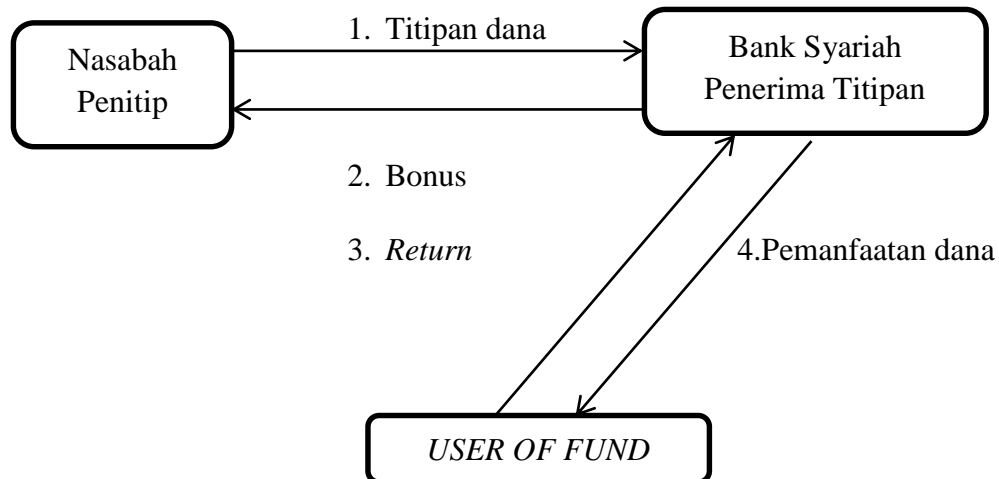 1. Titipan dana
Nasabah
Penitip
Bank Syariah
Penerima Titipan
2. Bonus
3. Return
4.Pemanfaatan dana
USER OF FUND